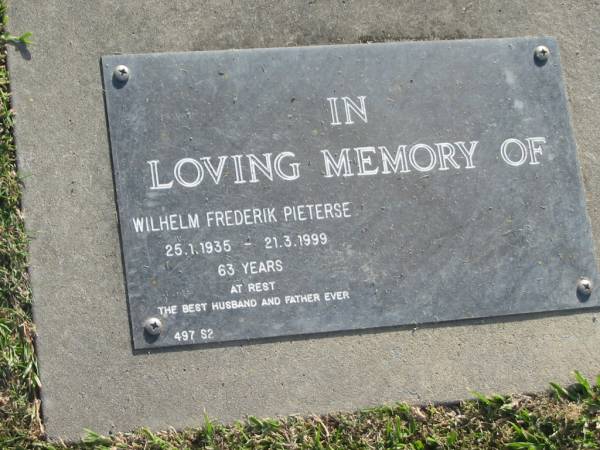 IN
LOVING MEMORY OF
WILHELM FREDERIK PIETERSE
25.1.1935 - 21.3.1999
63 YEARS
AT REST
THE BEST HUSBAND AND FATHER EVER
497 S2